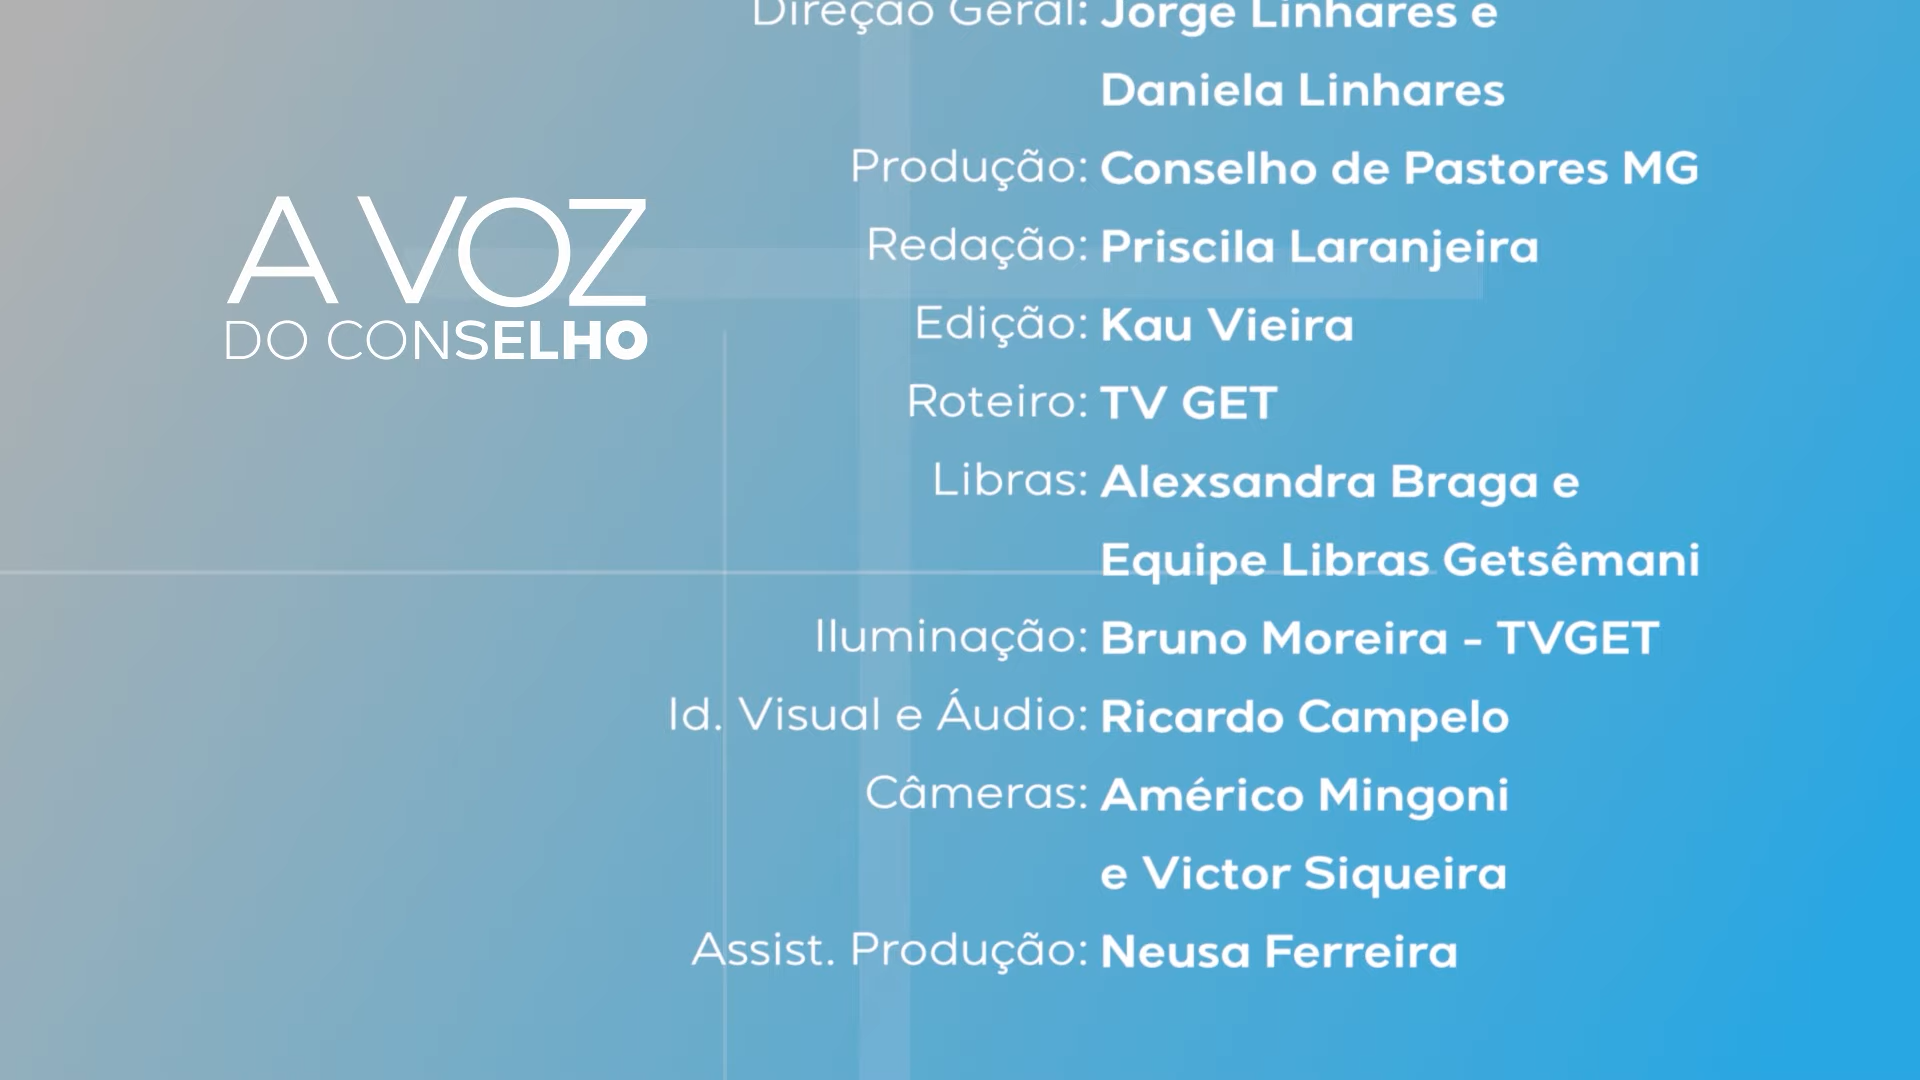 A VOZ
DO CONSELHO
Direção Geral: Jorge Linhares e
Daniela Linhares
Produção: Conselho de Pastores MG
Redação: Priscila Laranjeira
Edição: Kau Vieira
Roteiro: TV GET
Libras: Alexsandra Braga e
Equipe Libras Getsêmani
Iluminação: Bruno Moreira - TVGET
Id. Visual e Áudio: Ricardo Campelo
Câmeras: Américo Mingoni
e Victor Siqueira
Assist. Produção: Neusa Ferreira